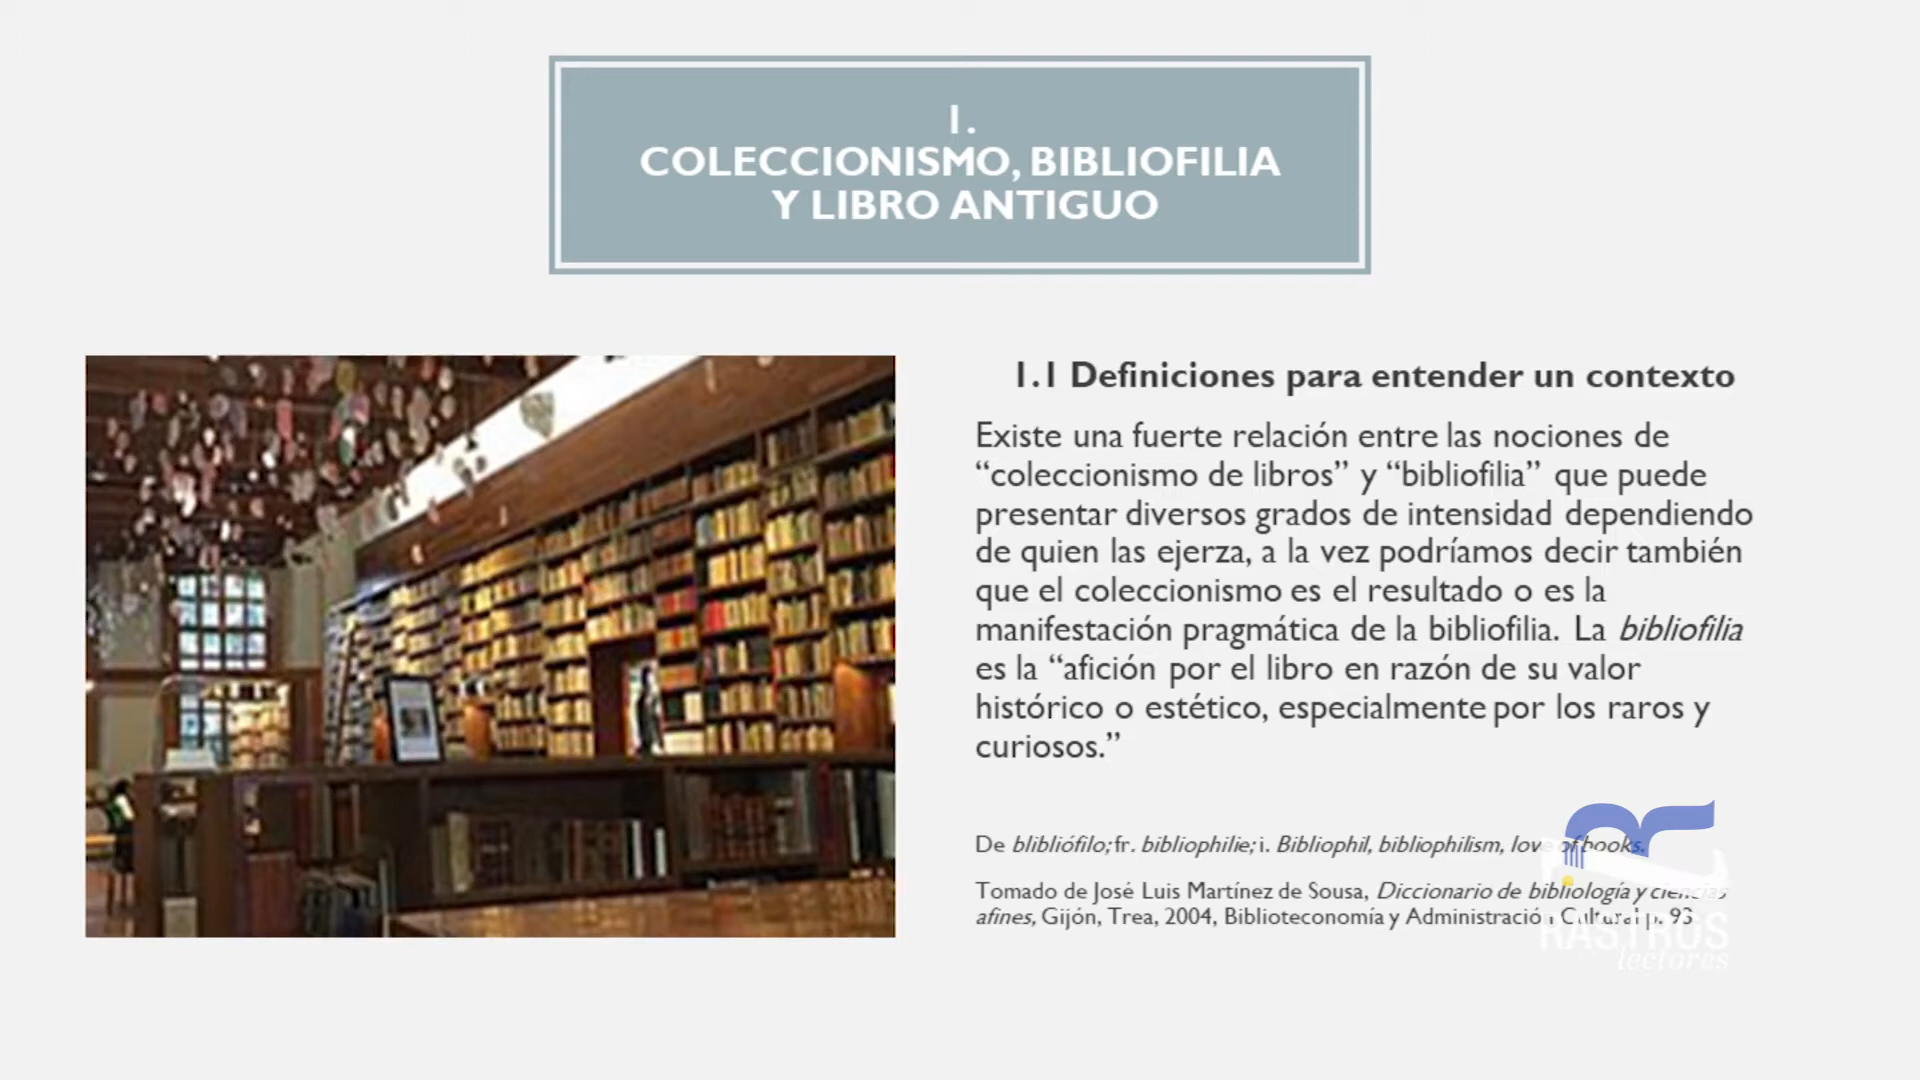 1.
COLECCIONISMO, BIBLIOFILIA
Y LIBRO ANTIGUO
1.1 Definiciones para entender un contexto
Existe una fuerte relación entre las nociones de
“coleccionismo de libros” y “bibliofilia” que puede
presentar diversos grados de intensidad dependiendo
de quien las ejerza, a la vez podríamos decir también
que el coleccionismo es el resultado o es la
manifestación pragmática de la bibliofilia. La bibliofilia
es la “afición por el libro en razón de su valor
histórico o estético, especialmente por los raros y
curiosos.”
De blibliófilo; fr. bibliophilie; i. Bibliophil, bibliophilism, love of books.
Tomado de José Luis Martínez de Sousa, Diccionario de bibliología y ciencias
afines, Gijón, Trea, 2004, Biblioteconomía y Administración Cultural p. 93
RASTROS
lectores